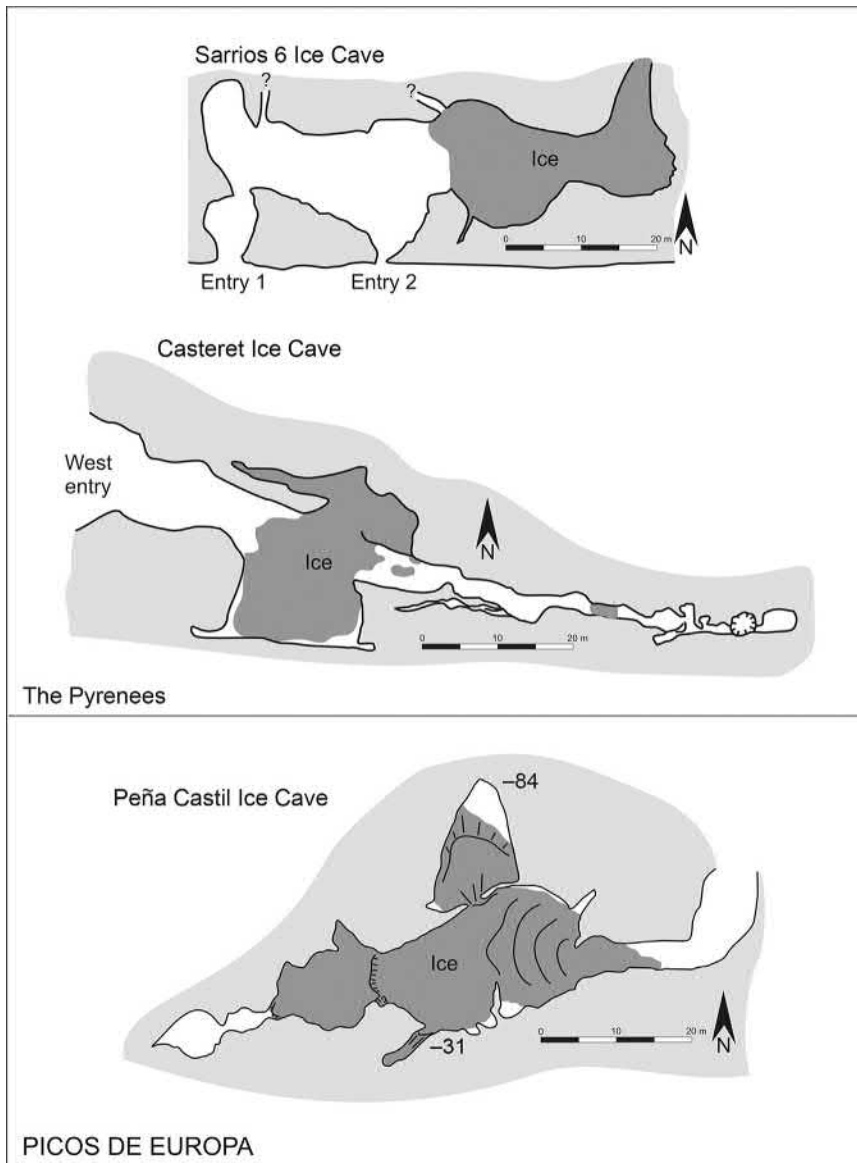 Sarrios 6 Ice Cave
?
?
Ice
0 10 20 m
N
Entry 1
Entry 2
Casteret Ice Cave
West
entry
N
Ice
0 10 20 m
The Pyrenees
–84
Peña Castil Ice Cave
Ice
0 10 20 m
N
–31
PICOS DE EUROPA